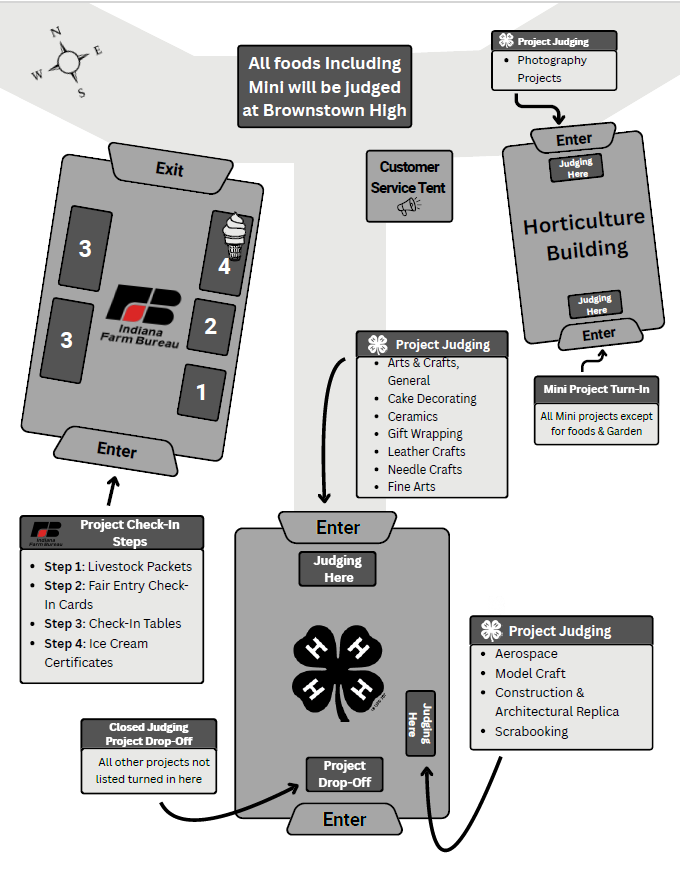 N
E
W
S
All foods including
Mini will be judged
at Brownstown High
Project Judging
• Photography
Projects
Enter
Judging
Here
Horticulture
Building
Judging
Here
Enter
Mini Project Turn-In
All Mini projects except
for foods & Garden
Customer
Service Tent
Exit
3
4
3
2
1
Indiana
Farm Bureau
Enter
Project Judging
• Arts & Crafts,
General
• Cake Decorating
• Ceramics
• Gift Wrapping
• Leather Crafts
• Needle Crafts
• Fine Arts
Indiana
Farm Bureau
Project Check-In
Steps
• Step 1: Livestock Packets
• Step 2: Fair Entry Check-
In Cards
• Step 3: Check-In Tables
• Step 4: Ice Cream
Certificates
Enter
Judging
Here
H H
H H
Judging
Here
Project
Drop-Off
Enter
Project Judging
• Aerospace
• Model Craft
• Construction &
Architectural Replica
• Scrabooking
Closed Judging
Project Drop-Off
All other projects not
listed turned in here